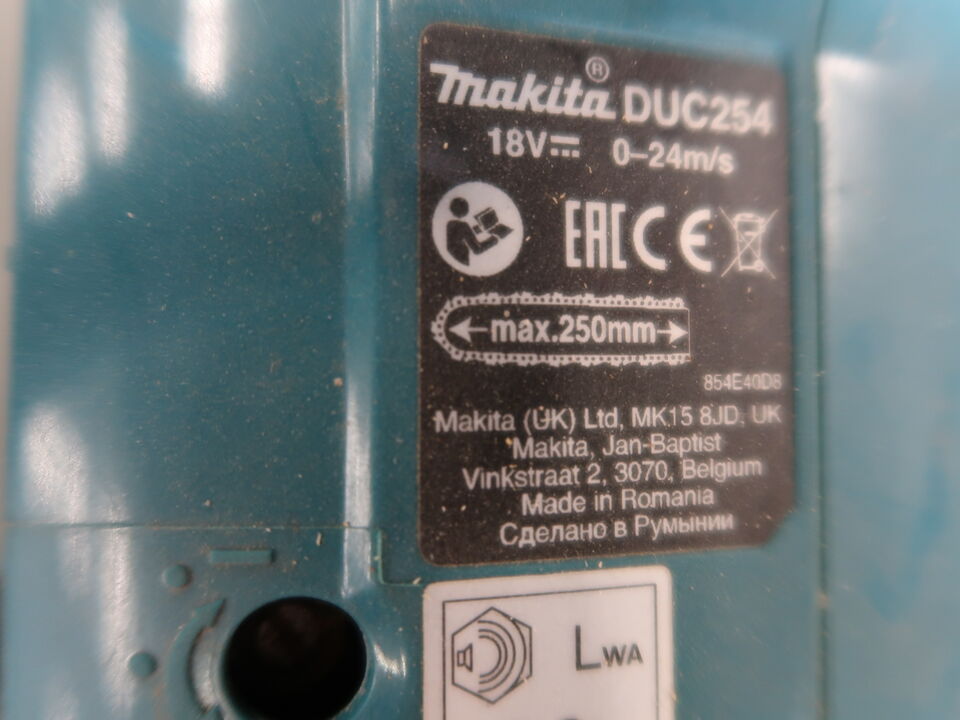 makita® DUC254
18V⎓ 0–24m/s
EAC CE
max.250mm
854E40D8
Makita (UK) Ltd, MK15 8JD, UK
Makita, Jan-Baptist
Vinkstraat 2, 3070, Belgium
Made in Romania
Сделано в Румынии
LWA